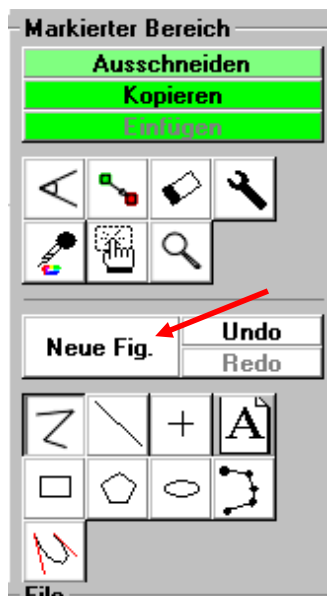 Markierter Bereich
Ausschneiden
Kopieren
Einfügen
Neue Fig.
Undo
Redo
A
File